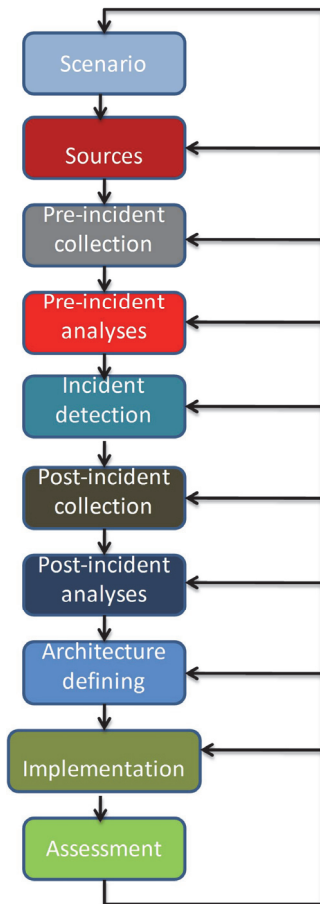 Scenario
Sources
Pre-incident
collection
Pre-incident
analyses
Incident
detection
Post-incident
collection
Post-incident
analyses
Architecture
defining
Implementation
Assessment